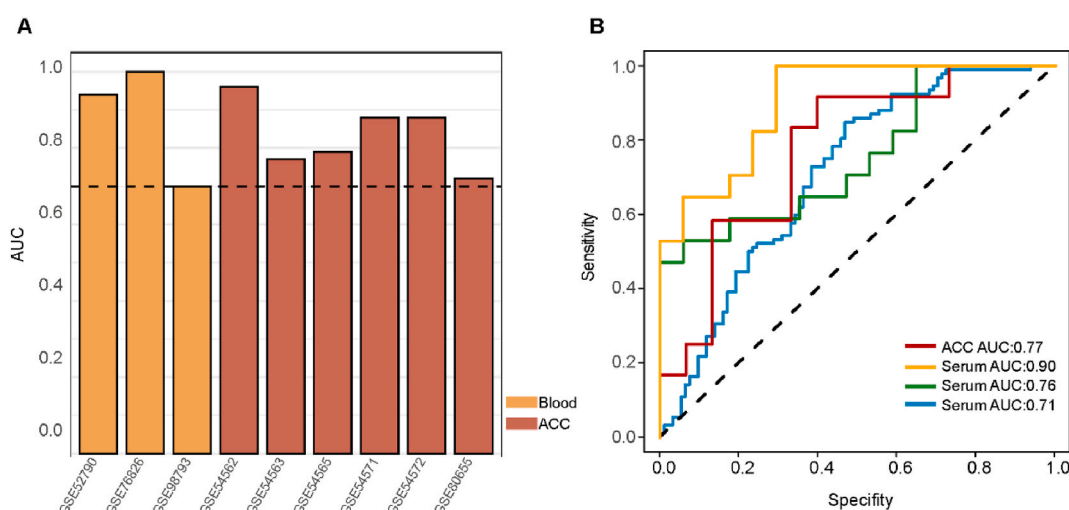 A
AUC
1.0
0.8
0.6
0.4
0.2
0.0
GSE52790
GSE76826
GSE98793
GSE54562
GSE54563
GSE54565
GSE54571
GSE54572
GSE80655
Blood
ACC
B
Sensitivity
1.0
0.8
0.6
0.4
0.2
0.0
0.0 0.2 0.4 0.6 0.8 1.0
Specifity
ACC AUC:0.77
Serum AUC:0.90
Serum AUC:0.76
Serum AUC:0.71